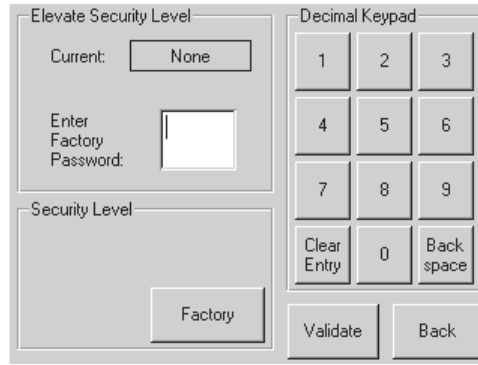 Elevate Security Level
Current: None
Enter
Factory
Password:
Security Level
Factory
Decimal Keypad
1 2 3
4 5 6
7 8 9
Clear
Entry
0
Back
space
Validate
Back